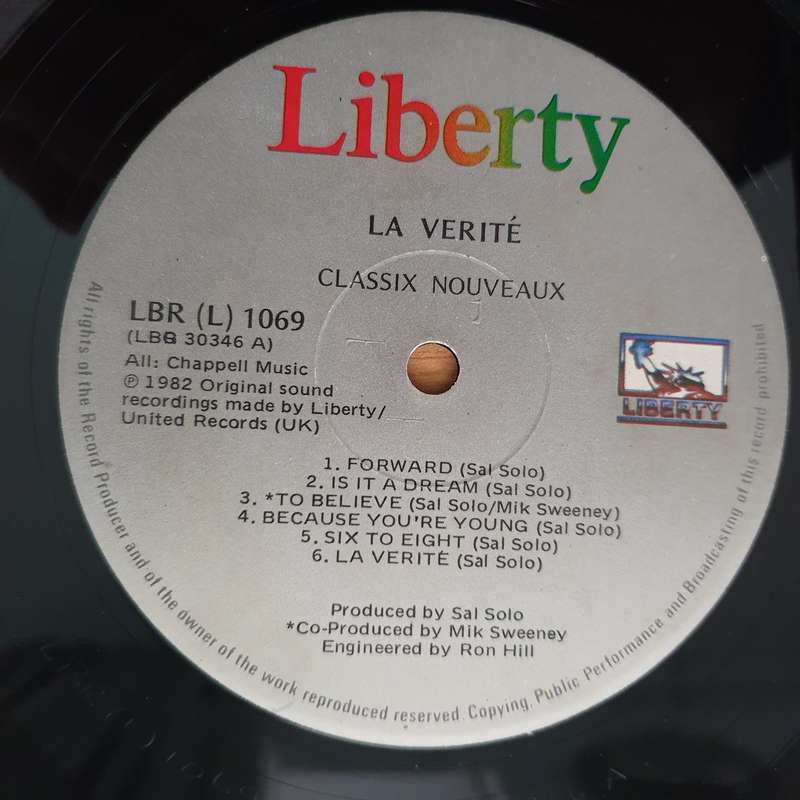 Liberty
LA VERITÉ
CLASSIX NOUVEAUX
LBR (L) 1069
(LBG 30346 A)
All: Chappell Music
℗ 1982 Original sound
recordings made by Liberty/
United Records (UK)
LIBERTY
1. FORWARD (Sal Solo)
2. IS IT A DREAM (Sal Solo)
3. *TO BELIEVE (Sal Solo/Mik Sweeney)
4. BECAUSE YOU'RE YOUNG (Sal Solo)
5. SIX TO EIGHT (Sal Solo)
6. LA VERITÉ (Sal Solo)
Produced by Sal Solo
*Co-Produced by Mik Sweeney
Engineered by Ron Hill
All rights of the Record Producer and of the owner of the work reproduced reserved. Copying, Public Performance and Broadcasting of this record prohibited